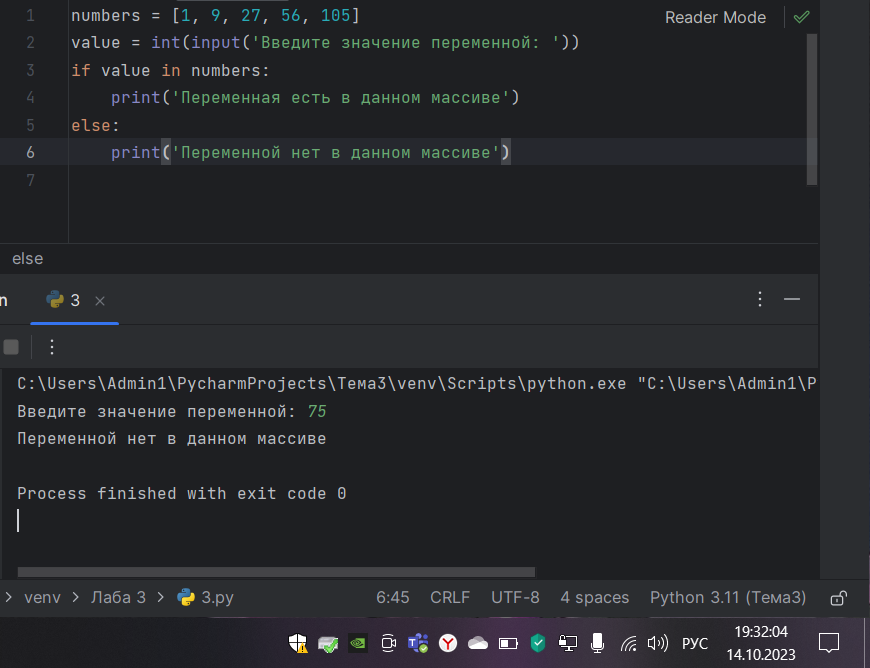 1 numbers = [1, 9, 27, 56, 105]
Reader Mode
2 value = int(input('Введите значение переменной: '))
3 if value in numbers:
4 print('Переменная есть в данном массиве')
5 else:
6 print('Переменной нет в данном массиве')
7
else
n 3
C:\Users\Admin1\PycharmProjects\Тема3\venv\Scripts\python.exe "C:\Users\Admin1\P
Введите значение переменной: 75
Переменной нет в данном массиве
Process finished with exit code 0
> venv > Лаба 3 > 3.py 6:45 CRLF UTF-8 4 spaces Python 3.11 (Тема3)
РУС 19:32:04
14.10.2023